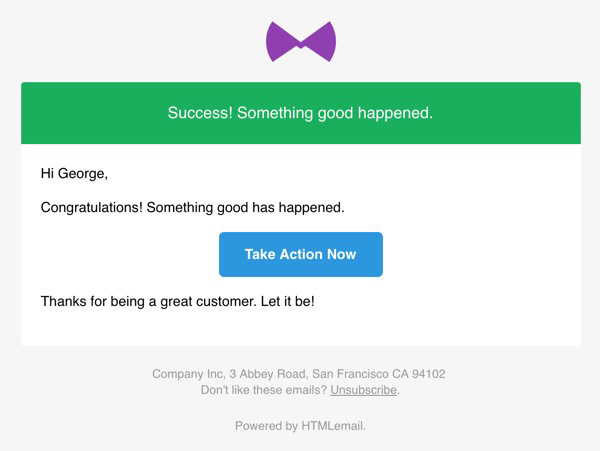 Success! Something good happened.
Hi George,
Congratulations! Something good has happened.
Take Action Now
Thanks for being a great customer. Let it be!
Company Inc, 3 Abbey Road, San Francisco CA 94102
Don't like these emails? Unsubscribe.
Powered by HTMLemail.